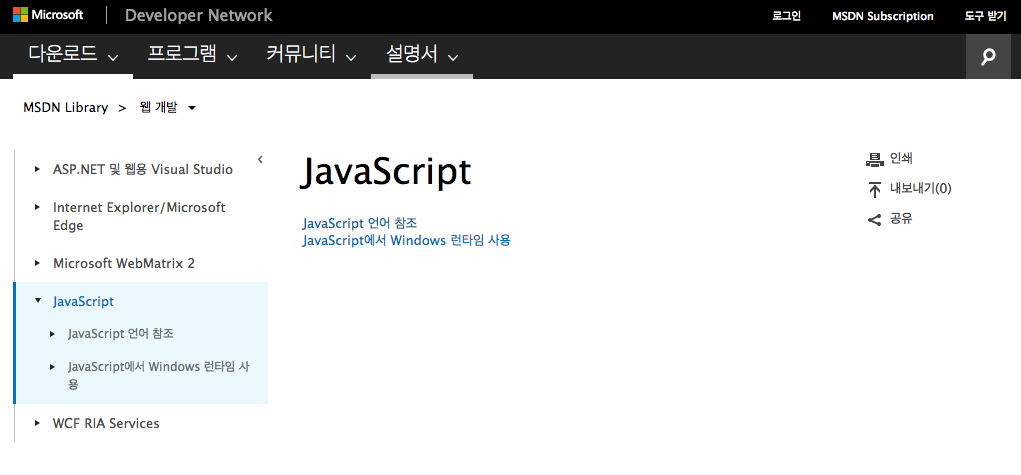 Microsoft Developer Network 로그인 MSDN Subscription 도구 받기
다운로드 프로그램 커뮤니티 설명서
MSDN Library > 웹 개발
ASP.NET 및 웹용 Visual Studio
Internet Explorer/Microsoft
Edge
Microsoft WebMatrix 2
JavaScript
JavaScript 언어 참조
JavaScript에서 Windows 런타임 사
용
WCF RIA Services
JavaScript
JavaScript 언어 참조
JavaScript에서 Windows 런타임 사용
인쇄
내보내기(0)
공유